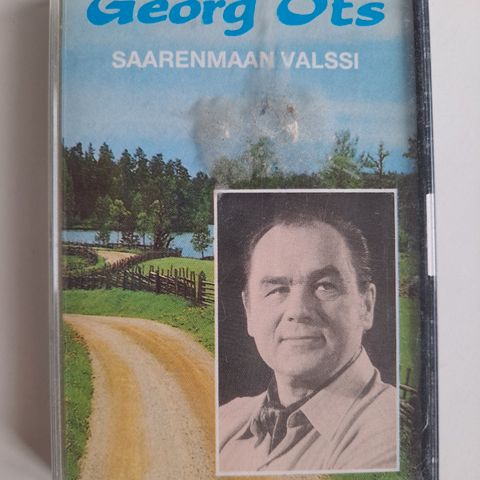 Georg Ots
SAARENMAAN VALSSI